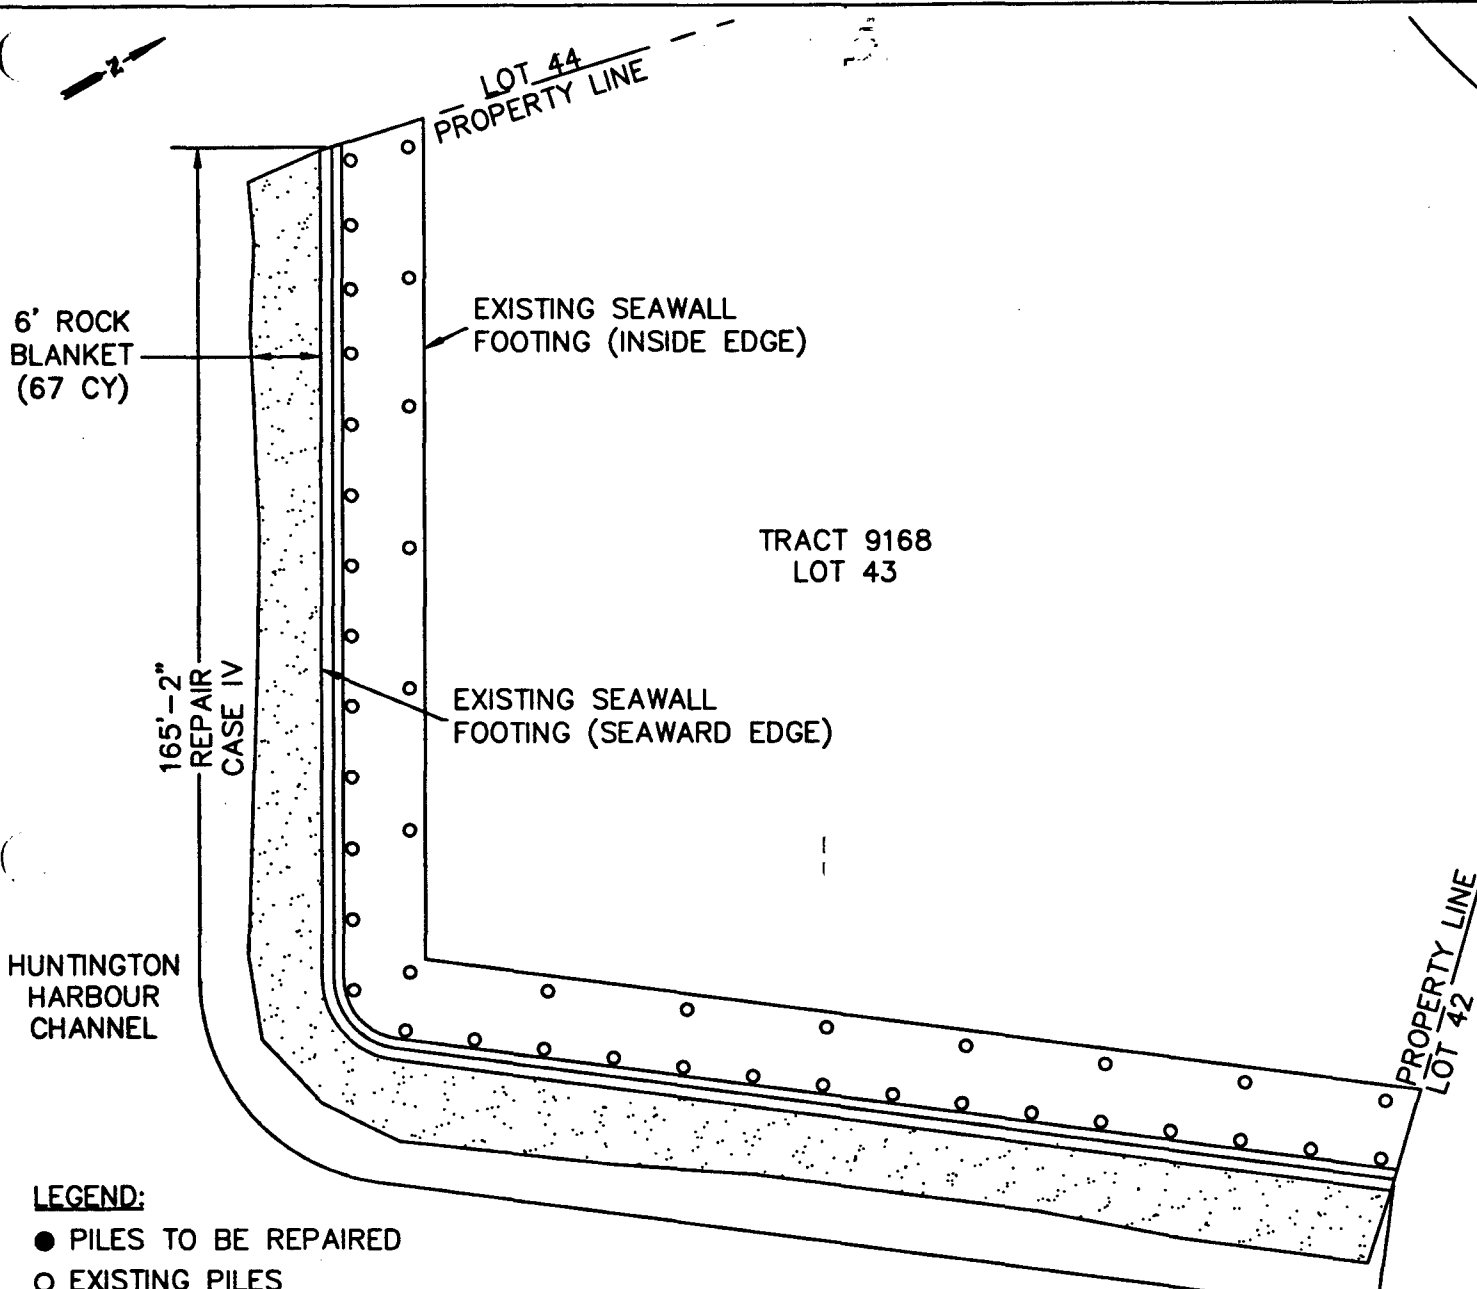 N
LOT 44
PROPERTY LINE
6' ROCK
BLANKET
(67 CY)
EXISTING SEAWALL
FOOTING (INSIDE EDGE)
TRACT 9168
LOT 43
165'-2"
REPAIR
CASE IV
EXISTING SEAWALL
FOOTING (SEAWARD EDGE)
HUNTINGTON
HARBOUR
CHANNEL
PROPERTY LINE
LOT 42
LEGEND:
PILES TO BE REPAIRED
EXISTING PILES